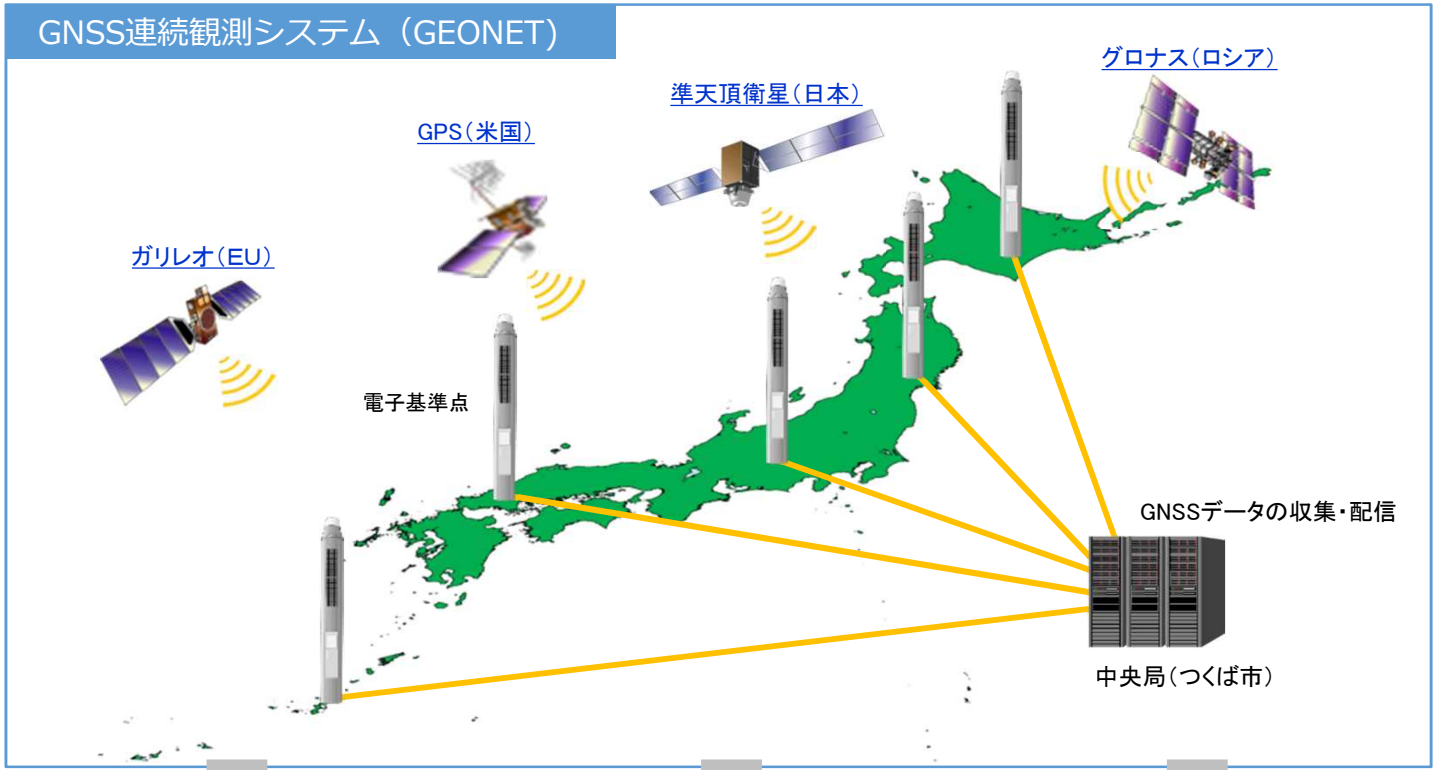 GNSS連続観測システム（GEONET)
グロナス（ロシア）
準天頂衛星（日本）
GPS（米国）
ガリレオ（ＥＵ）
電子基準点
GNSSデータの収集・配信
中央局（つくば市）